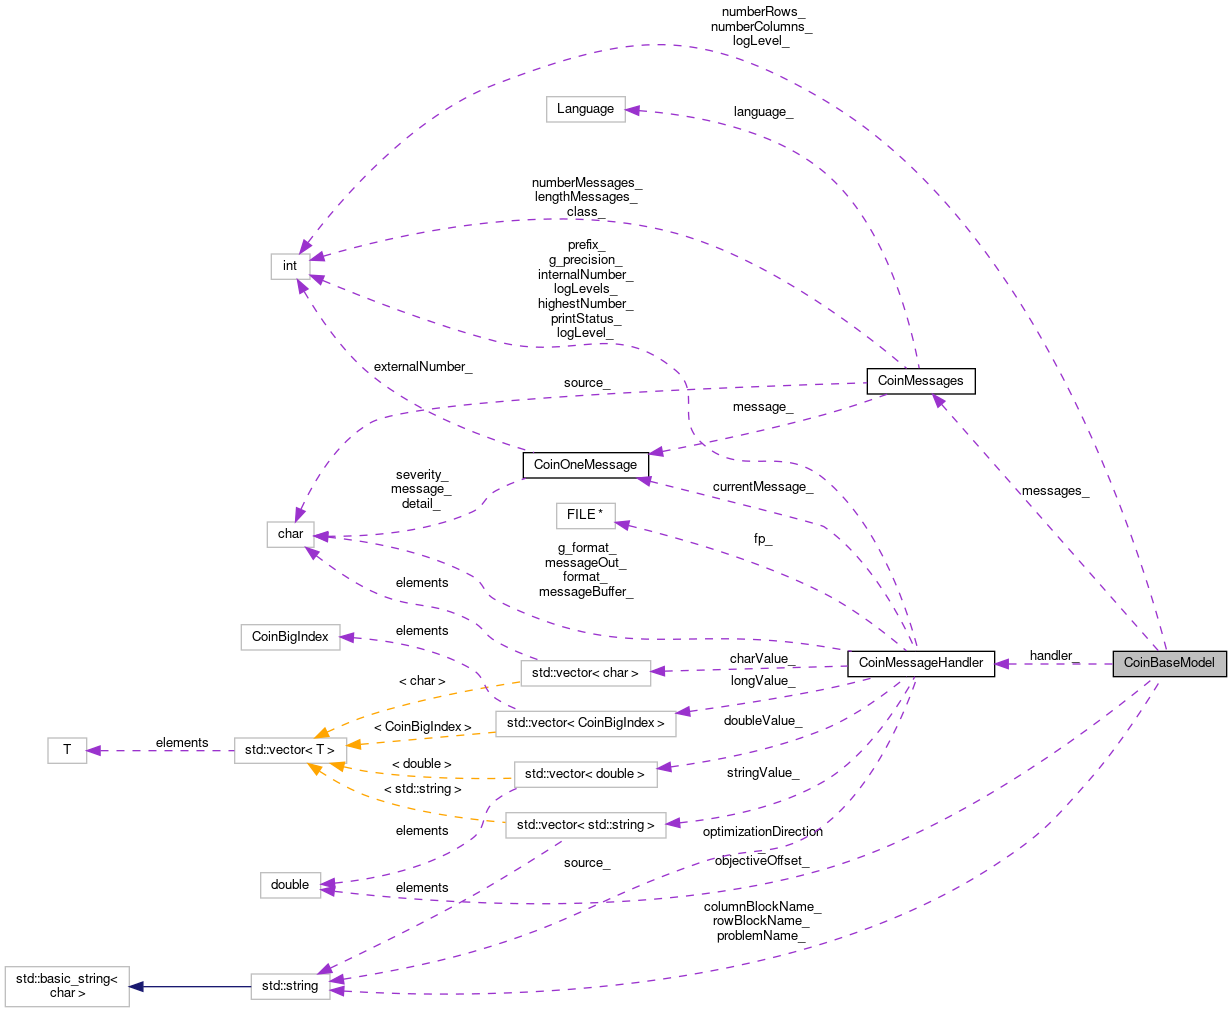 numberRows_
numberColumns_
logLevel_
Language
language_
numberMessages_
lengthMessages_
class_
prefix_
g_precision_
internalNumber_
logLevels_
highestNumber_
printStatus_
logLevel_
int
externalNumber_
source_
CoinMessages
message_
CoinOneMessage
severity_
message_
detail_
currentMessage_
messages_
FILE *
char
fp_
g_format_
messageOut_
format_
messageBuffer_
elements
CoinBigIndex
elements
charValue_
CoinMessageHandler
handler_
CoinBaseModel
std::vector< char >
longValue_
< char >
std::vector< CoinBigIndex >
doubleValue_
< CoinBigIndex >
T
elements
std::vector< T >
< double >
std::vector< double >
stringValue_
< std::string >
std::vector< std::string >
elements
optimizationDirection
_
source_
objectiveOffset_
double
elements
columnBlockName_
rowBlockName_
problemName_
std::basic_string<
char >
std::string